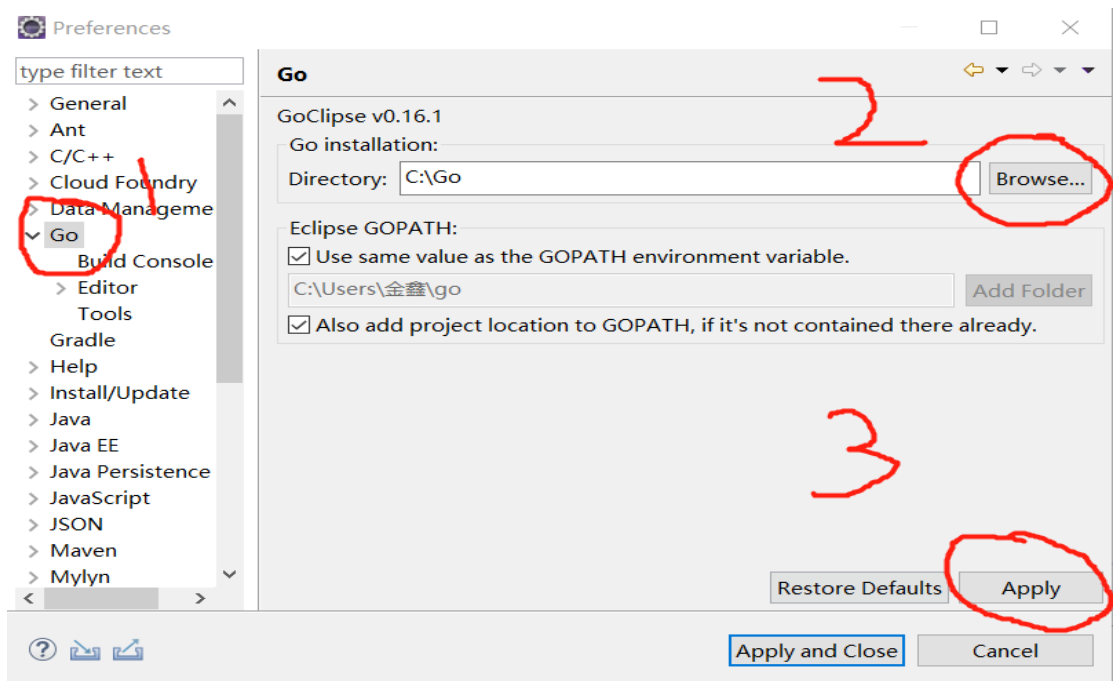 Preferences
type filter text
General
Ant
C/C++
Cloud Foundry
Data Manageme
Go
Build Console
Editor
Tools
Gradle
Help
Install/Update
Java
Java EE
Java Persistence
JavaScript
JSON
Maven
Mylyn
1
Go
GoClipse v0.16.1
2
Go installation:
Directory: C:\Go Browse...
Eclipse GOPATH:
Use same value as the GOPATH environment variable.
C:\Users\金鑫\go Add Folder
Also add project location to GOPATH, if it's not contained there already.
3
Restore Defaults Apply
? Apply and Close Cancel